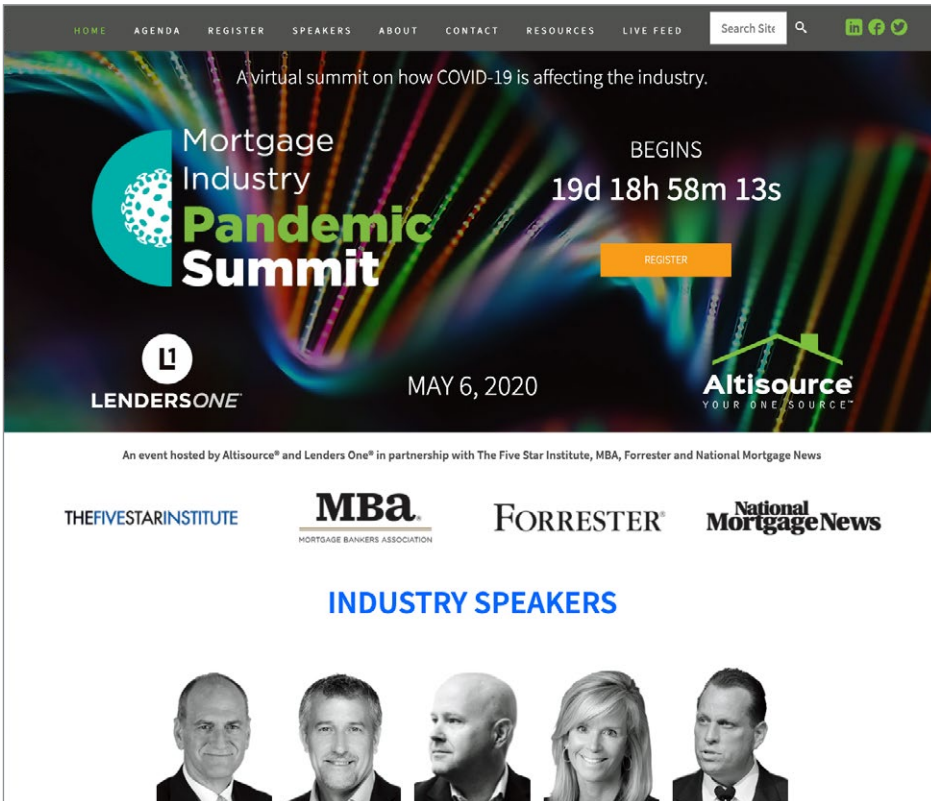 HOME AGENDA REGISTER SPEAKERS ABOUT CONTACT RESOURCES LIVE FEED Search Site
A virtual summit on how COVID-19 is affecting the industry.
Mortgage
Industry
Pandemic
Summit
BEGINS
19d 18h 58m 13s
REGISTER
L1
LENDERSONE
MAY 6, 2020
Altisource
YOUR ONE SOURCE™
An event hosted by Altisource® and Lenders One® in partnership with The Five Star Institute, MBA, Forrester and National Mortgage News
THEFIVESTARINSTITUTE
MBa
MORTGAGE BANKERS ASSOCIATION
FORRESTER®
National
Mortgage News
INDUSTRY SPEAKERS